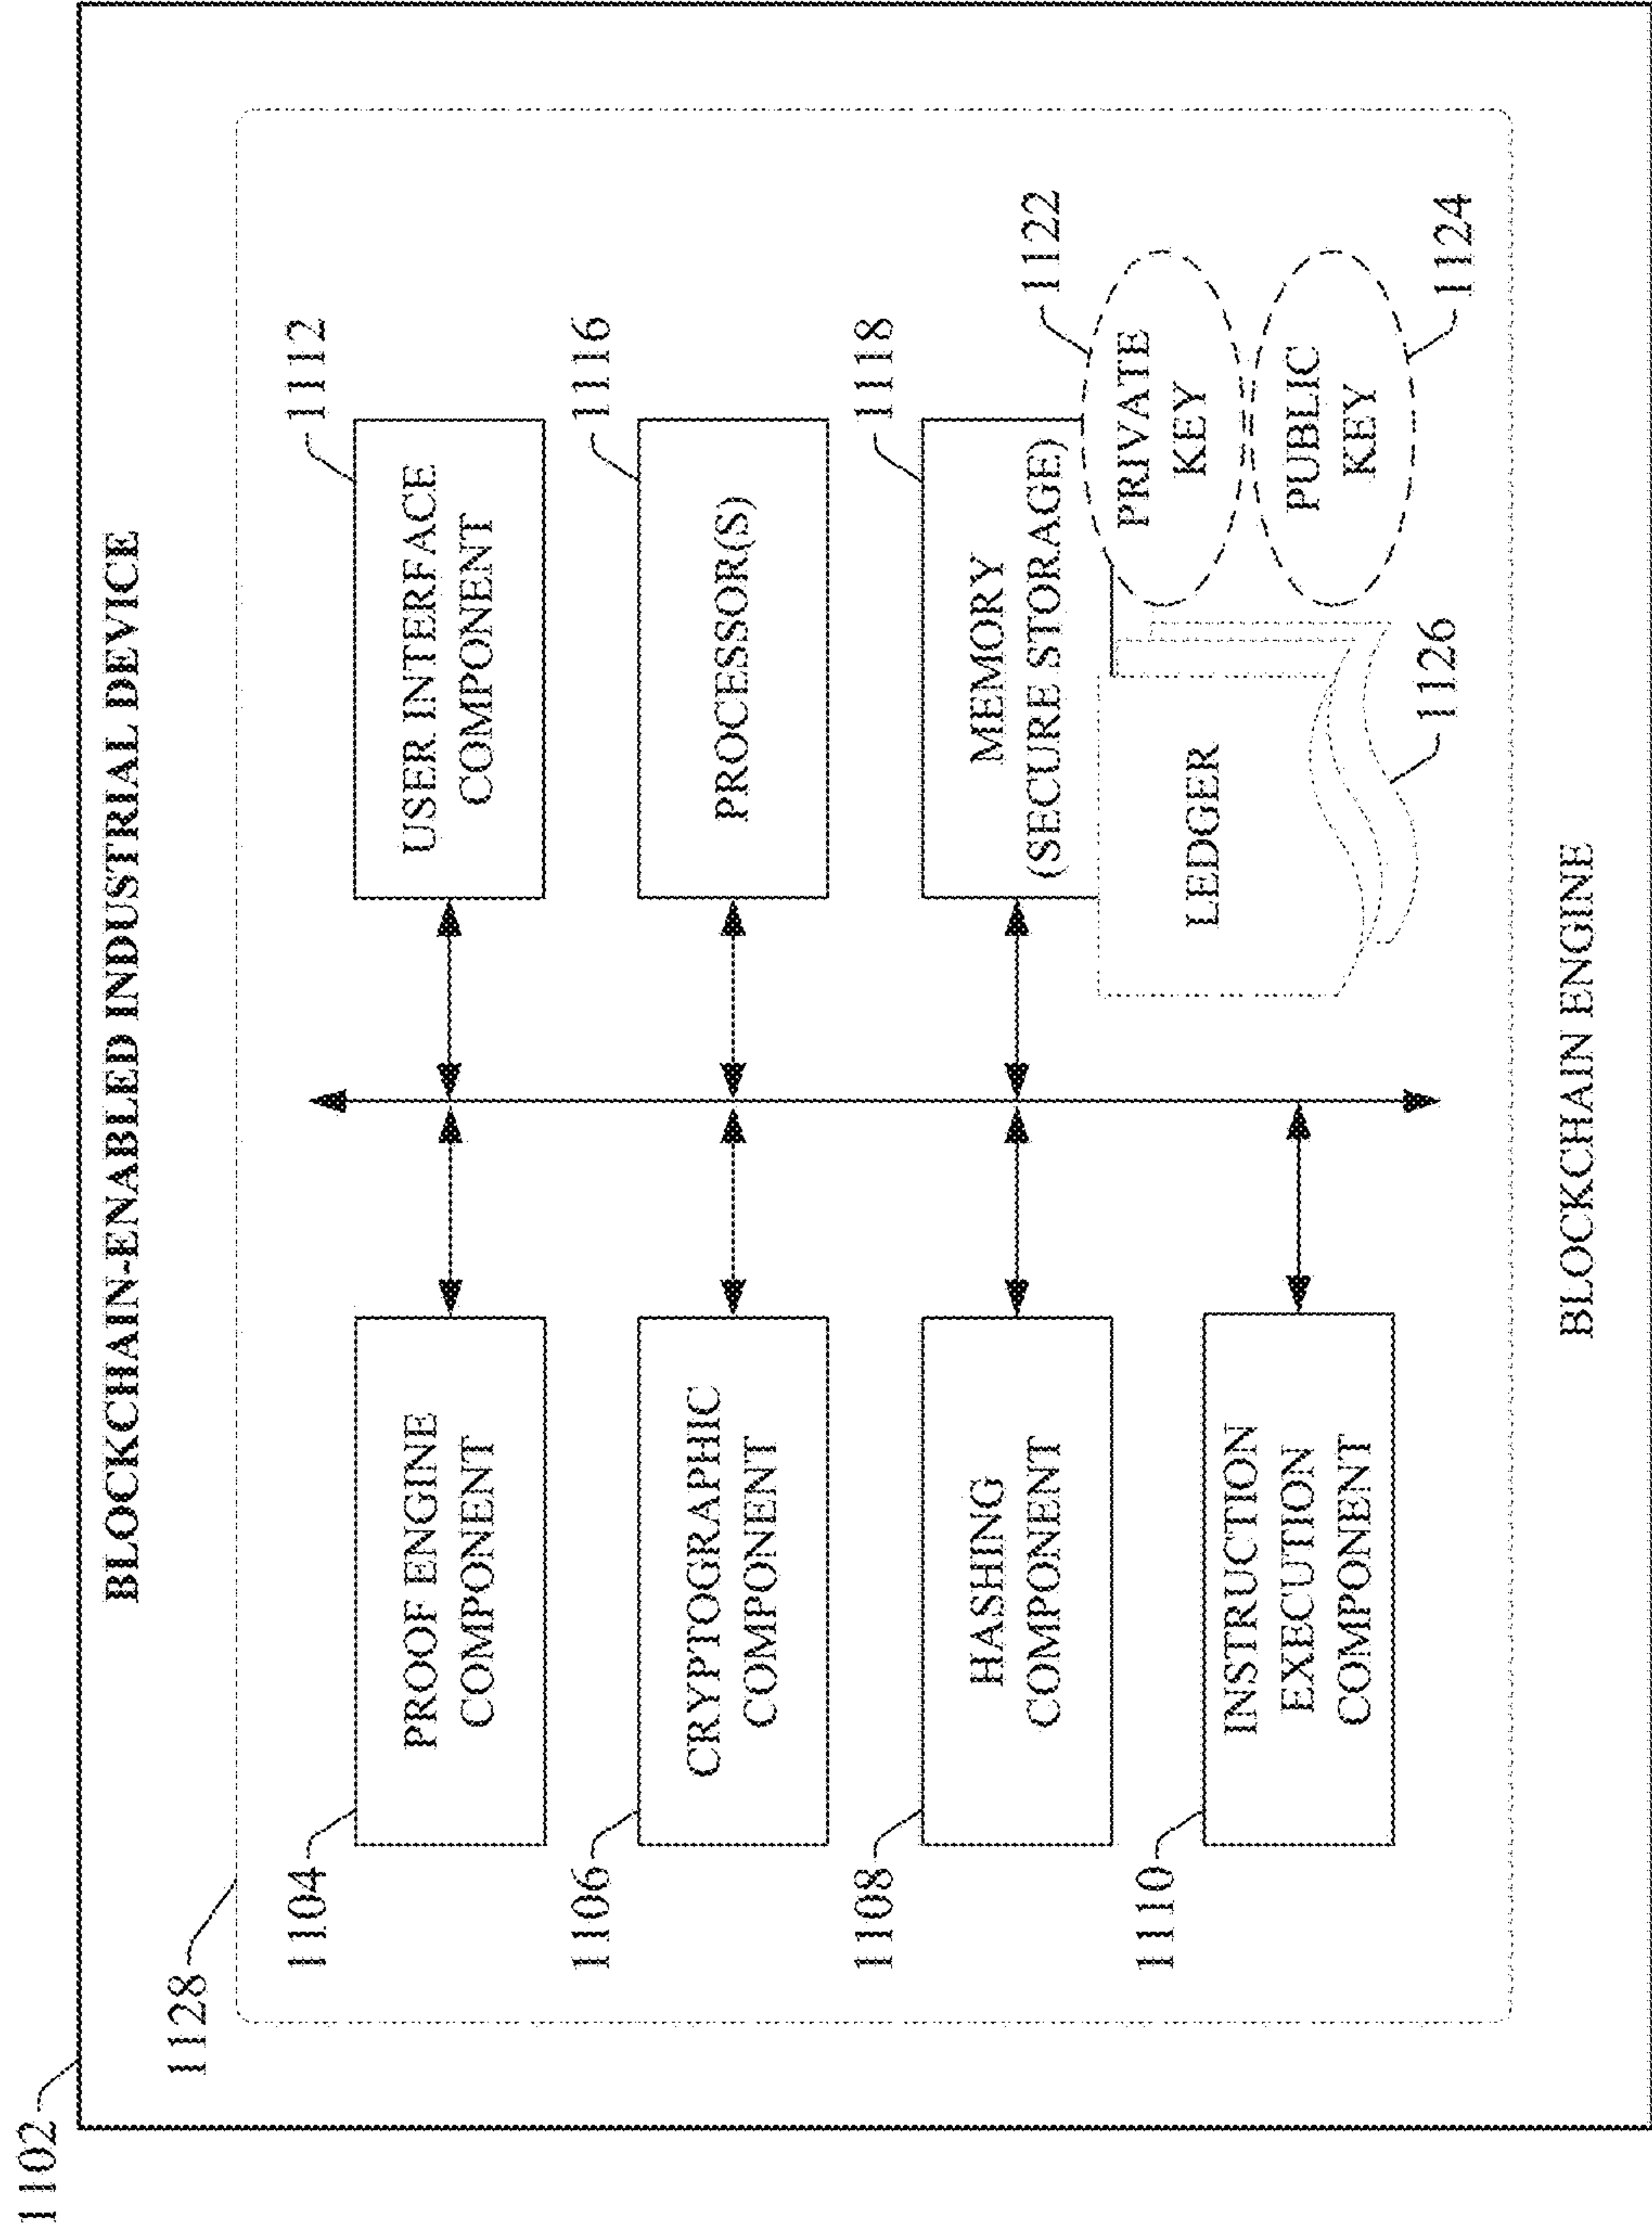 1102
BLOCKCHAIN-ENABLED INDUSTRIAL DEVICE
1128
1104
PROOF ENGINE
COMPONENT
1112
USER INTERFACE
COMPONENT
1106
CRYPTOGRAPHIC
COMPONENT
1116
PROCESSOR(S)
1108
HASHING
COMPONENT
1118
MEMORY
(SECURE STORAGE)
1122
PRIVATE
KEY
LEDGER
PUBLIC
KEY
1110
INSTRUCTION
EXECUTION
COMPONENT
1126
1124
BLOCKCHAIN ENGINE